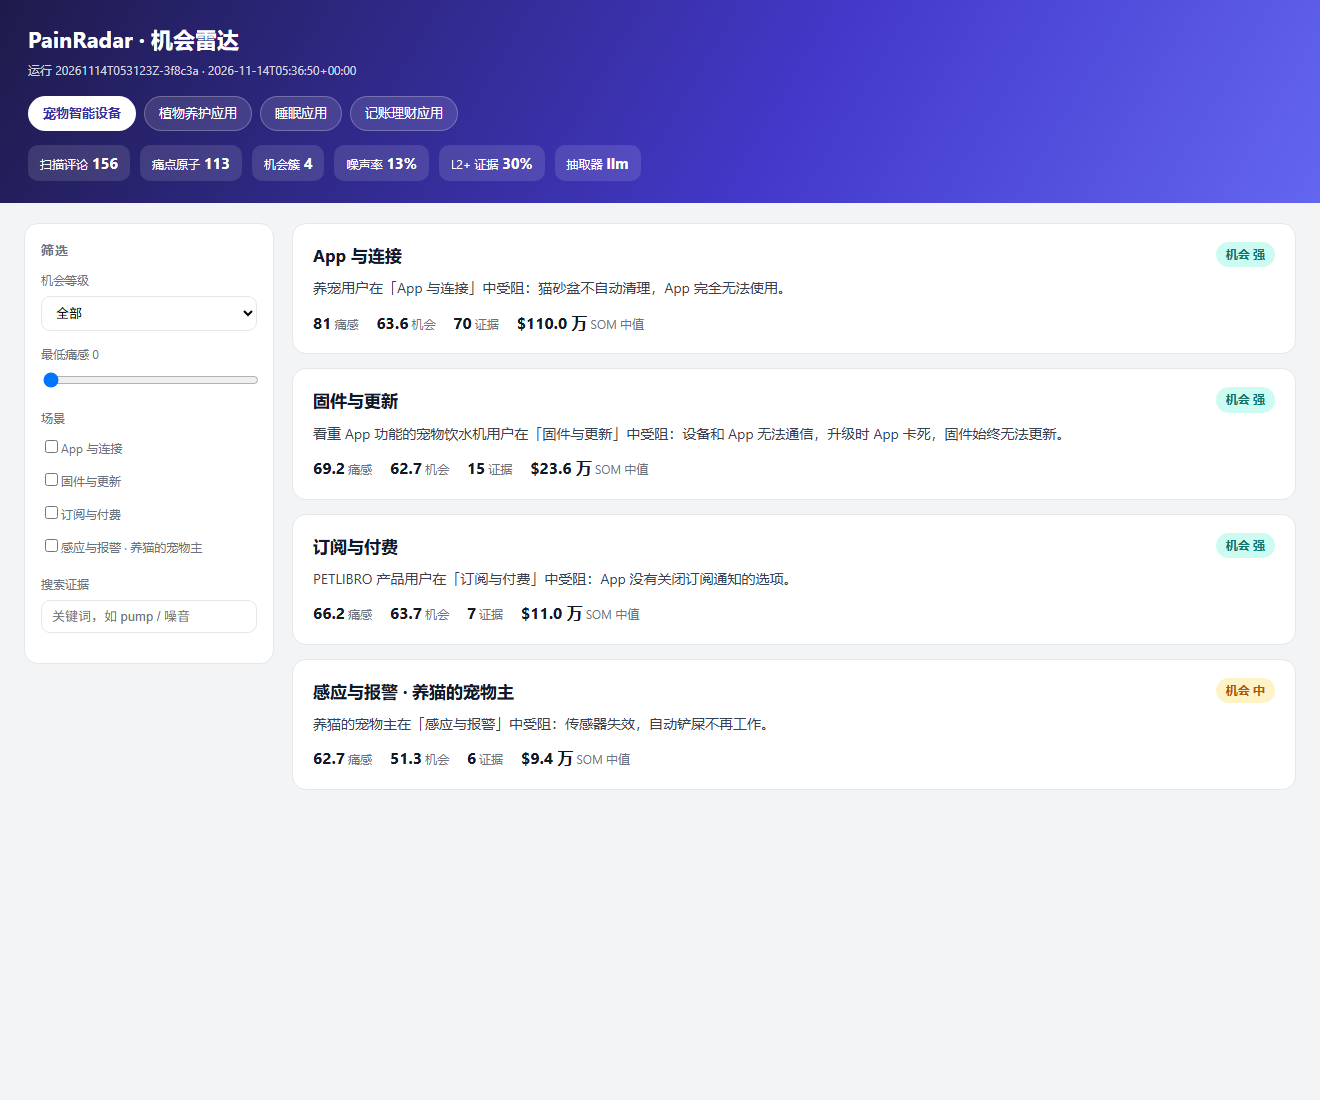 PainRadar · 机会雷达
运行 20261114T053123Z-3f8c3a · 2026-11-14T05:36:50+00:00
宠物智能设备 植物养护应用 睡眠应用 记账理财应用
扫描评论 156 痛点原子 113 机会簇 4 噪声率 13% L2+ 证据 30% 抽取器 llm
筛选
机会等级
全部
最低痛感 0
场景
App 与连接
固件与更新
订阅与付费
感应与报警 · 养猫的宠物主
搜索证据
关键词，如 pump / 噪音
App 与连接 机会 强
养宠用户在「App 与连接」中受阻：猫砂盆不自动清理，App 完全无法使用。
81 痛感 63.6 机会 70 证据 $110.0 万 SOM 中值
固件与更新 机会 强
看重 App 功能的宠物饮水机用户在「固件与更新」中受阻：设备和 App 无法通信，升级时 App 卡死，固件始终无法更新。
69.2 痛感 62.7 机会 15 证据 $23.6 万 SOM 中值
订阅与付费 机会 强
PETLIBRO 产品用户在「订阅与付费」中受阻：App 没有关闭订阅通知的选项。
66.2 痛感 63.7 机会 7 证据 $11.0 万 SOM 中值
感应与报警 · 养猫的宠物主 机会 中
养猫的宠物主在「感应与报警」中受阻：传感器失效，自动铲屎不再工作。
62.7 痛感 51.3 机会 6 证据 $9.4 万 SOM 中值